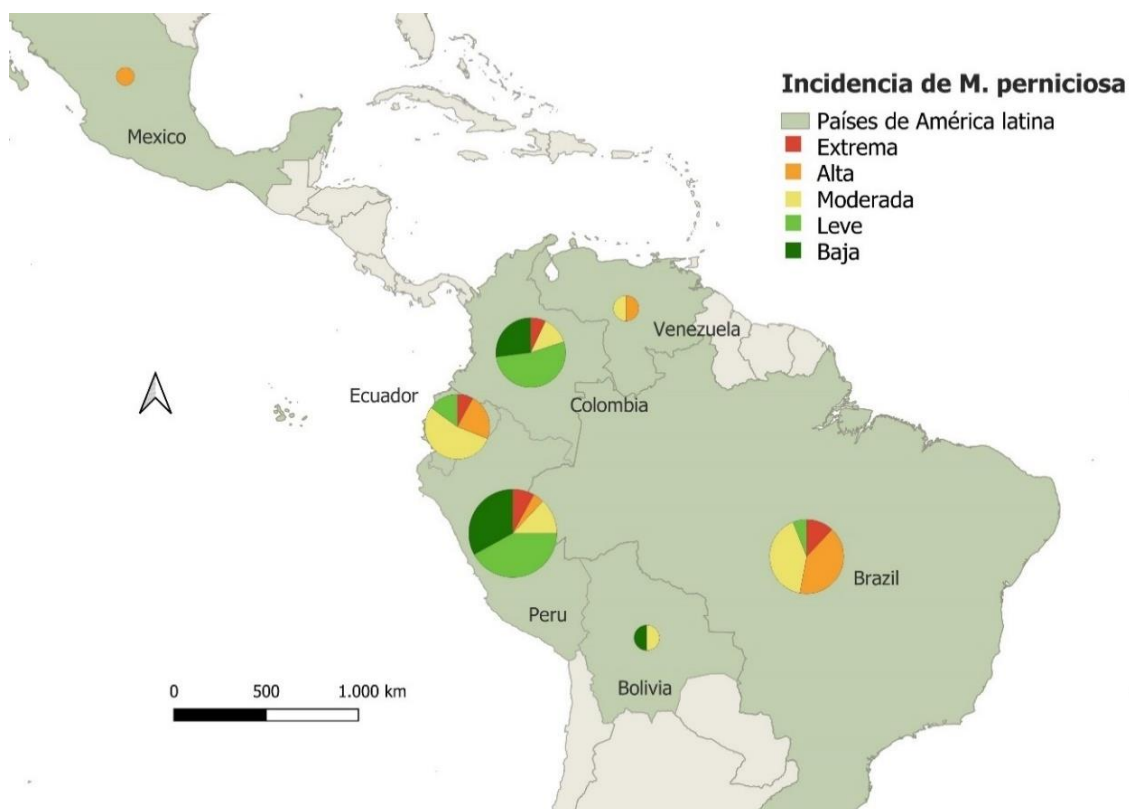 Incidencia de M. perniciosa
Países de América latina
Extrema
Alta
Moderada
Leve
Baja
Mexico
Venezuela
Ecuador
Colombia
Brazil
Peru
Bolivia
0 500 1.000 km